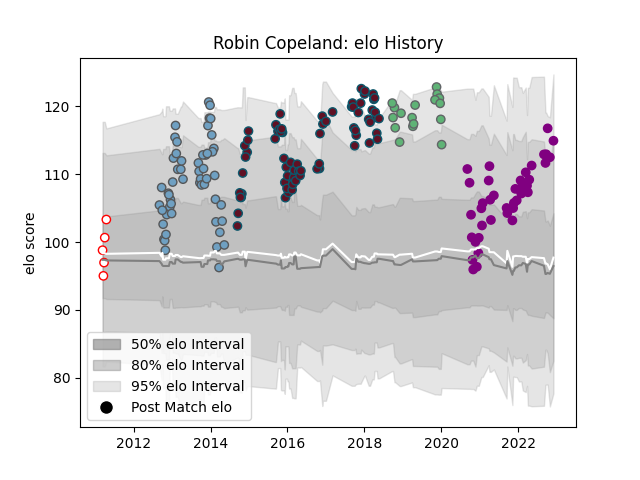 Robin Copeland: elo History
elo score
120
110
100
90
80
50% elo Interval
80% elo Interval
95% elo Interval
Post Match elo
2012 2014 2016 2018 2020 2022